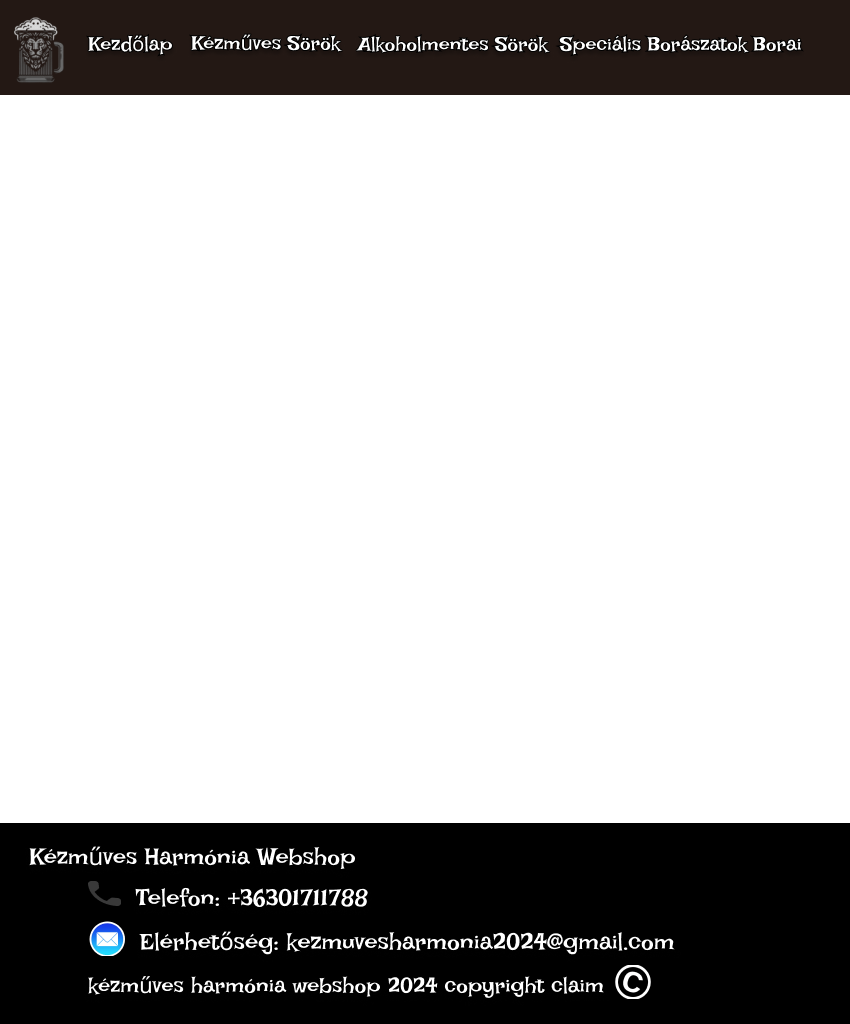 Kezdőlap Kézműves Sörök Alkoholmentes Sörök Speciális Borászatok Borai
Kézműves Harmónia Webshop
Telefon: +36301711788
Elérhetőség: kezmuvesharmonia2024@gmail.com
kézműves harmónia webshop 2024 copyright claim ©